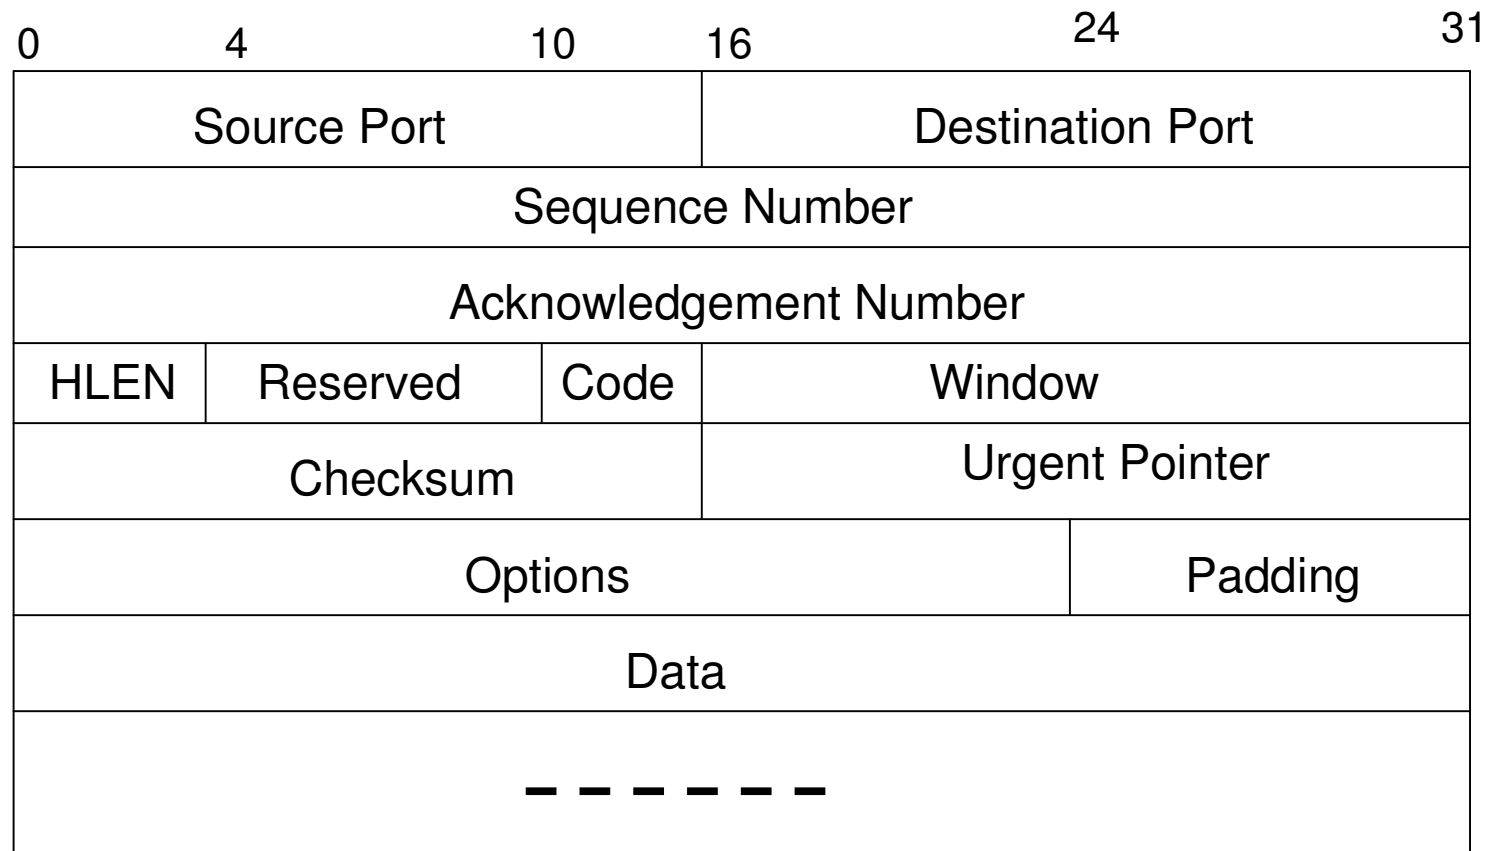 0 4 10 16 24 31
Source Port Destination Port
Sequence Number
Acknowledgement Number
HLEN Reserved Code Window
Checksum Urgent Pointer
Options Padding
Data